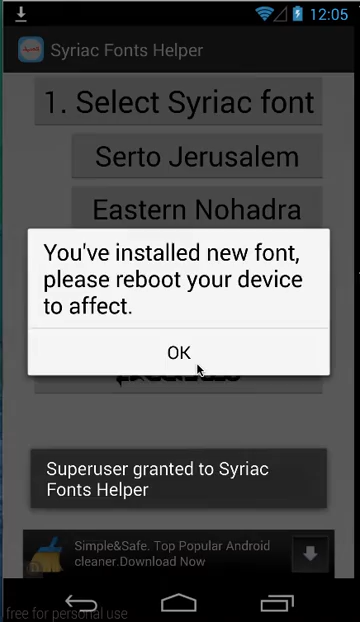 12:05
Syriac Fonts Helper
1. Select Syriac font
Serto Jerusalem
Eastern Nohadra
You've installed new font,
please reboot your device
to affect.
OK
Superuser granted to Syriac
Fonts Helper
Simple&Safe. Top Popular Android
cleaner.Download Now
free for personal use